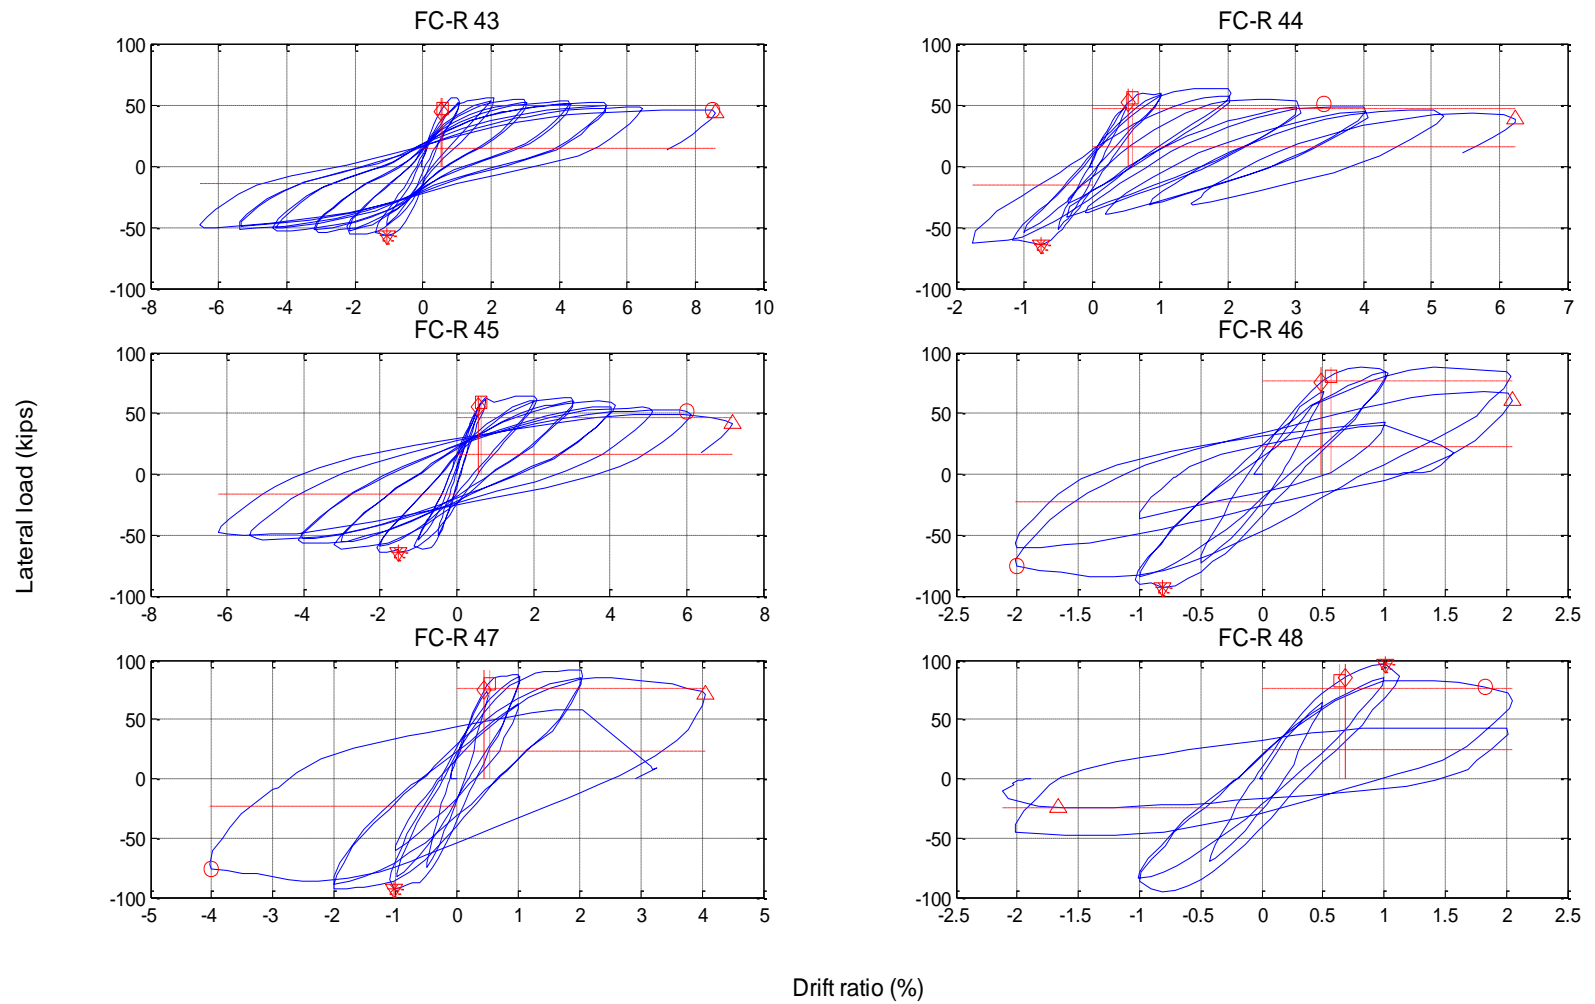 FC-R 43
100
50
0
-50
-100
-8 -6 -4 -2 0 2 4 6 8 10
FC-R 44
100
50
0
-50
-100
-2 -1 0 1 2 3 4 5 6 7
FC-R 45
100
50
0
-50
-100
-8 -6 -4 -2 0 2 4 6 8
FC-R 46
100
50
0
-50
-100
-2.5 -2 -1.5 -1 -0.5 0 0.5 1 1.5 2 2.5
FC-R 47
100
50
0
-50
-100
-5 -4 -3 -2 -1 0 1 2 3 4 5
FC-R 48
100
50
0
-50
-100
-2.5 -2 -1.5 -1 -0.5 0 0.5 1 1.5 2 2.5
Lateral load (kips)
Drift ratio (%)